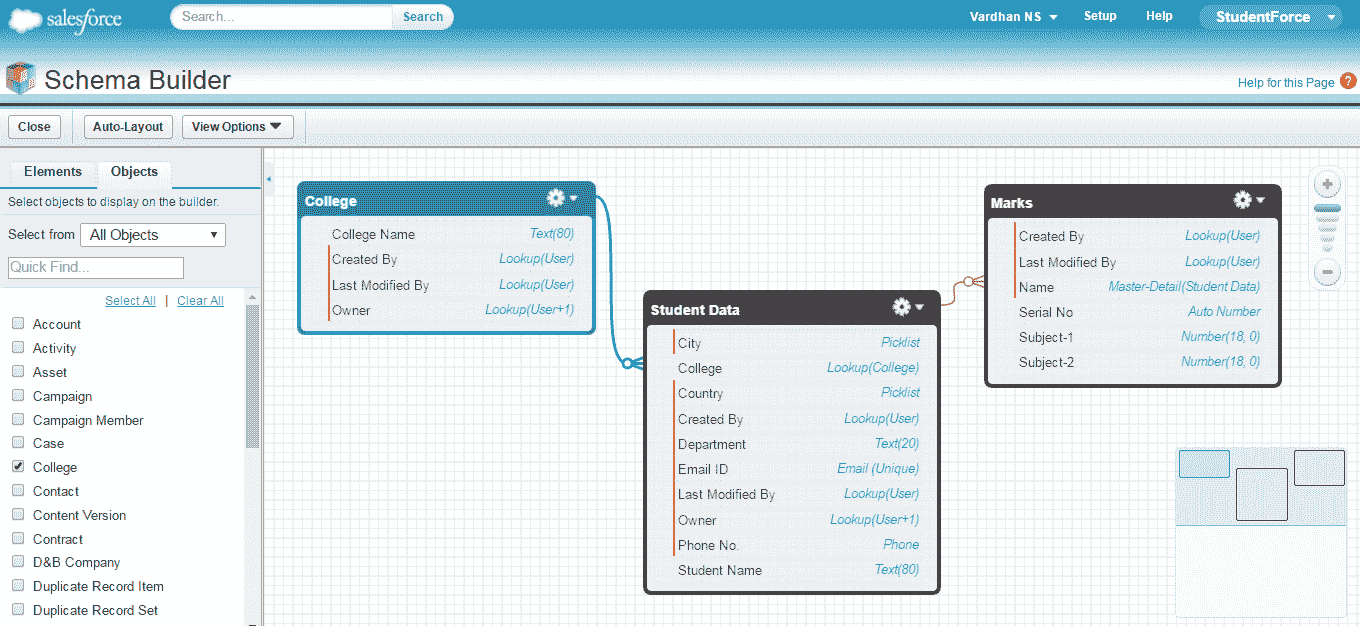 salesforce
Search...
Search
Vardhan NS
Setup
Help
StudentForce
Schema Builder
Help for this Page ?
Close
Auto-Layout
View Options
Elements
Objects
Select objects to display on the builder.
Select from
All Objects
Quick Find...
Select All | Clear All
Account
Activity
Asset
Campaign
Campaign Member
Case
College
Contact
Content Version
Contract
D&B Company
Duplicate Record Item
Duplicate Record Set
College
College Name Text(80)
Created By Lookup(User)
Last Modified By Lookup(User)
Owner Lookup(User+1)
Student Data
City Picklist
College Lookup(College)
Country Picklist
Created By Lookup(User)
Department Text(20)
Email ID Email (Unique)
Last Modified By Lookup(User)
Owner Lookup(User+1)
Phone No. Phone
Student Name Text(80)
Marks
Created By Lookup(User)
Last Modified By Lookup(User)
Name Master-Detail(Student Data)
Serial No Auto Number
Subject-1 Number(18, 0)
Subject-2 Number(18, 0)